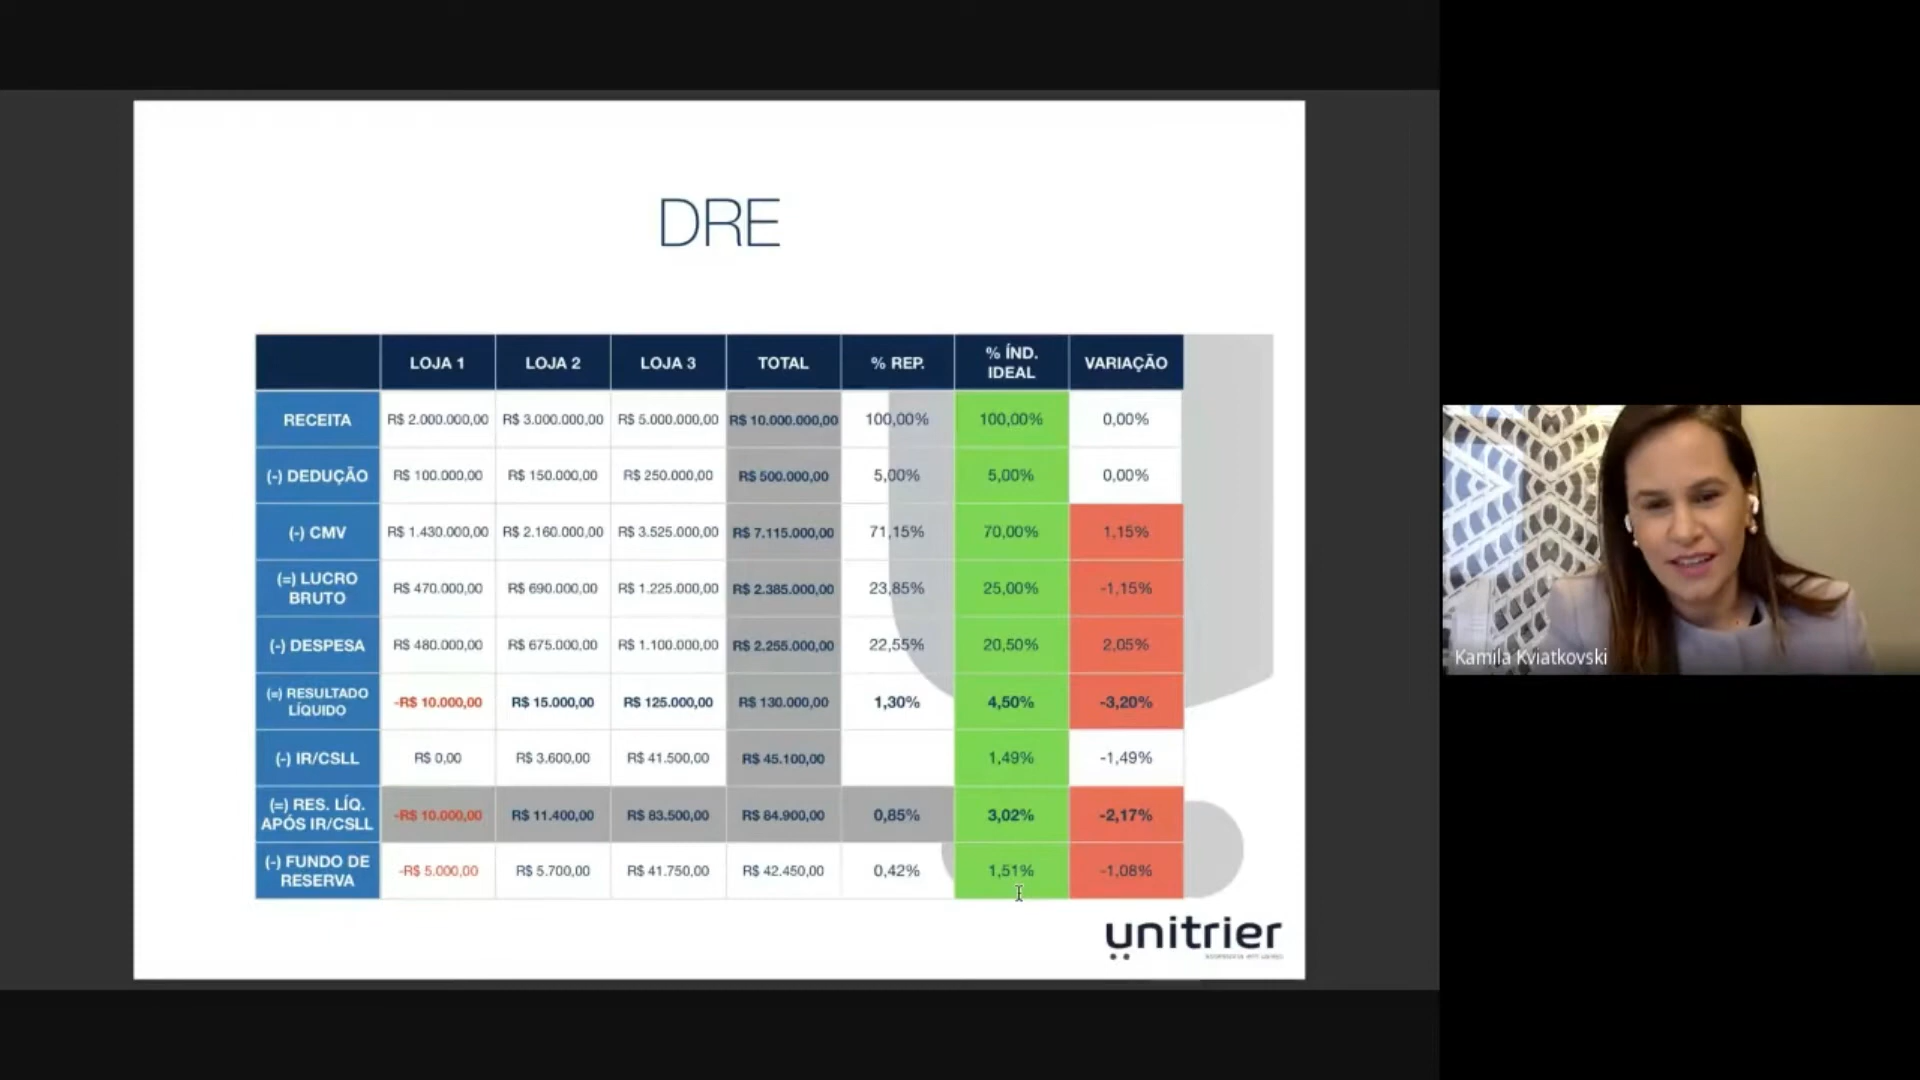 DRE
LOJA 1 LOJA 2 LOJA 3 TOTAL % REP. % ÍND. IDEAL VARIAÇÃO
RECEITA R$ 2.000.000,00 R$ 3.000.000,00 R$ 5.000.000,00 R$ 10.000.000,00 100,00% 100,00% 0,00%
(-) DEDUÇÃO R$ 100.000,00 R$ 150.000,00 R$ 250.000,00 R$ 500.000,00 5,00% 5,00% 0,00%
(-) CMV R$ 1.430.000,00 R$ 2.160.000,00 R$ 3.525.000,00 R$ 7.115.000,00 71,15% 70,00% 1,15%
(=) LUCRO BRUTO R$ 470.000,00 R$ 690.000,00 R$ 1.225.000,00 R$ 2.385.000,00 23,85% 25,00% -1,15%
(-) DESPESA R$ 480.000,00 R$ 675.000,00 R$ 1.100.000,00 R$ 2.255.000,00 22,55% 20,50% 2,05%
(=) RESULTADO LÍQUIDO -R$ 10.000,00 R$ 15.000,00 R$ 125.000,00 R$ 130.000,00 1,30% 4,50% -3,20%
(-) IR/CSLL R$ 0,00 R$ 3.600,00 R$ 41.500,00 R$ 45.100,00 1,49% -1,49%
(=) RES. LÍQ. APÓS IR/CSLL -R$ 10.000,00 R$ 11.400,00 R$ 83.500,00 R$ 84.900,00 0,85% 3,02% -2,17%
(-) FUNDO DE RESERVA -R$ 5.000,00 R$ 5.700,00 R$ 41.750,00 R$ 42.450,00 0,42% 1,51% -1,08%
unitrier
Kamila Kviatkovski